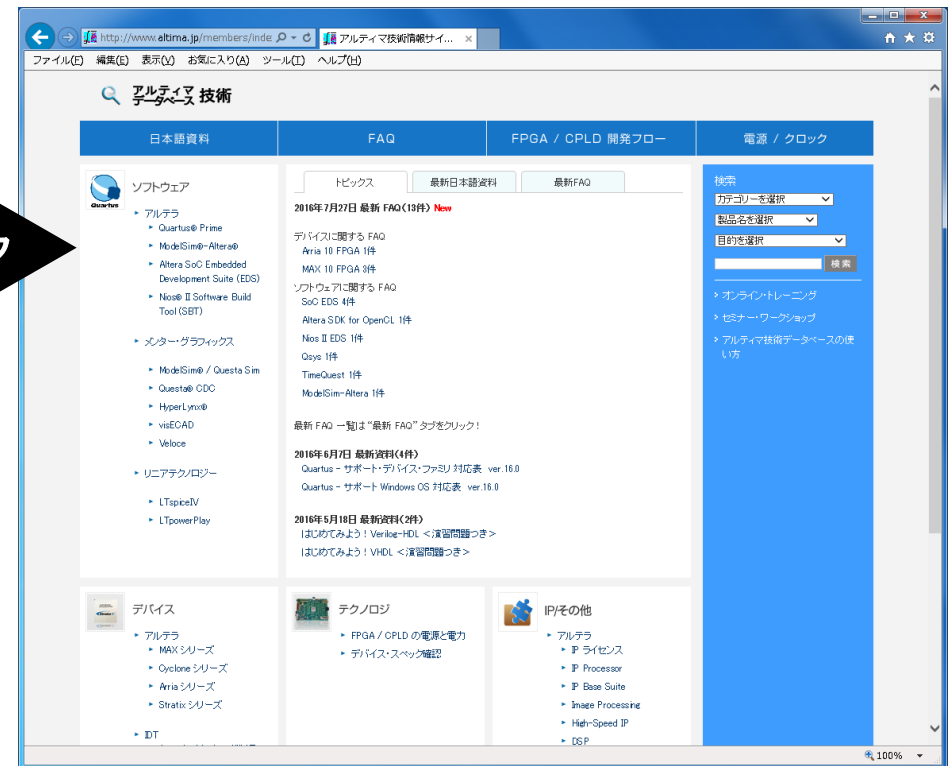 http://www.altima.jp/members/inde
アルティマ技術情報サイ...
ファイル(F) 編集(E) 表示(V) お気に入り(A) ツール(T) ヘルプ(H)
アルティマ
データベース 技術
日本語資料 FAQ FPGA / CPLD 開発フロー 電源 / クロック
ソフトウェア
Quartus
アルテラ
Quartus® Prime
ModelSim®-Altera®
Altera SoC Embedded
Development Suite (EDS)
Nios® II Software Build
Tool (SBT)
メンター・グラフィックス
ModelSim® / Questa Sim
Questa® CDC
HyperLynx®
visECAD
Veloce
リニアテクノロジー
LTspiceIV
LTpowerPlay
トピックス 最新日本語資料 最新FAQ
2016年7月27日 最新 FAQ(13件) New
デバイスに関する FAQ
Arria 10 FPGA 1件
MAX 10 FPGA 3件
ソフトウェアに関する FAQ
SoC EDS 4件
Altera SDK for OpenCL 1件
Nios II EDS 1件
Qsys 1件
TimeQuest 1件
ModelSim-Altera 1件
最新 FAQ 一覧は“最新 FAQ”タブをクリック!
2016年6月7日 最新資料(4件)
Quartus - サポート・デバイス・ファミリ 対応表 ver.16.0
Quartus - サポート Windows OS 対応表 ver.16.0
2016年5月18日 最新資料(2件)
はじめてみよう! Verilog-HDL <演習問題つき>
はじめてみよう! VHDL <演習問題つき>
検索
カテゴリーを選択
製品名を選択
目的を選択
検索
オンライン・トレーニング
セミナー・ワークショップ
アルティマ技術データベースの使
い方
デバイス
アルテラ
MAX シリーズ
Cyclone シリーズ
Arria シリーズ
Stratix シリーズ
IDT
テクノロジ
FPGA / CPLD の電源と電力
デバイス・スペック確認
IP/その他
アルテラ
IP ライセンス
IP Processor
IP Base Suite
Image Processing
High-Speed IP
DSP
100%